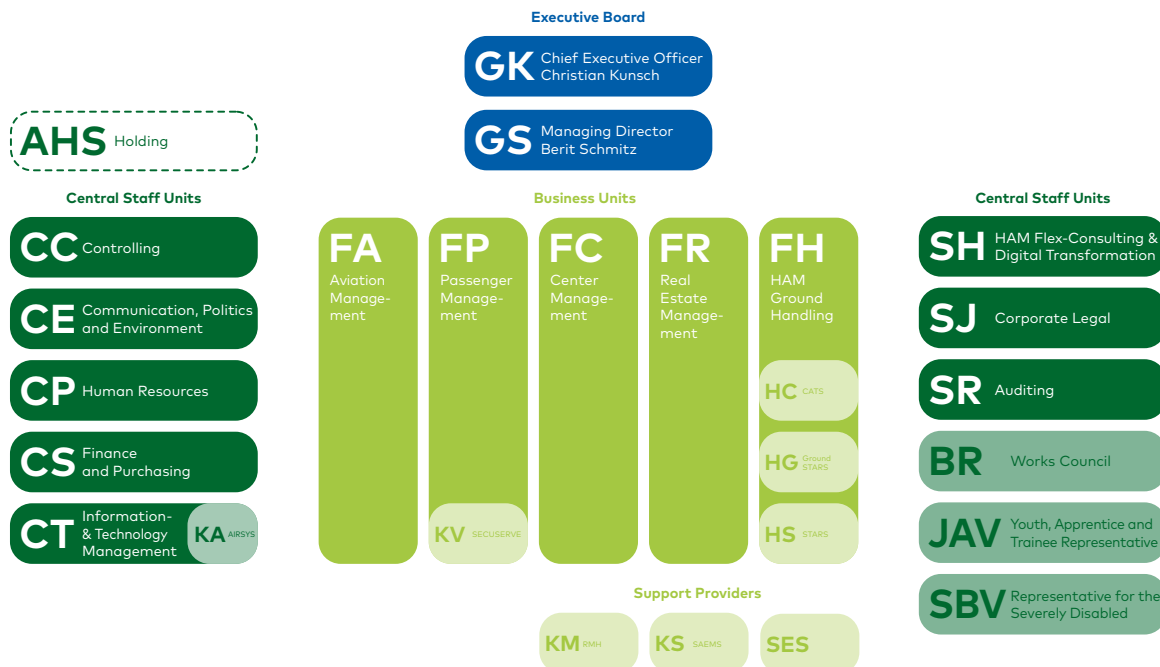 Executive Board
GK Chief Executive Officer
Christian Kunsch
GS Managing Director
Berit Schmitz
AHS Holding
Central Staff Units
CC Controlling
CE Communication, Politics
and Environment
CP Human Resources
CS Finance
and Purchasing
CT Information-
& Technology
Management
KA AIRSYS
Business Units
FA
Aviation
Manage-
ment
FP
Passenger
Manage-
ment
KV SECUSERVE
FC
Center
Manage-
ment
FR
Real
Estate
Manage-
ment
FH
HAM
Ground
Handling
HC CATS
HG Ground
STARS
HS STARS
Support Providers
KM RMH
KS SAEMS
SES
Central Staff Units
SH HAM Flex-Consulting &
Digital Transformation
SJ Corporate Legal
SR Auditing
BR Works Council
JAV Youth, Apprentice and
Trainee Representative
SBV Representative for the
Severely Disabled